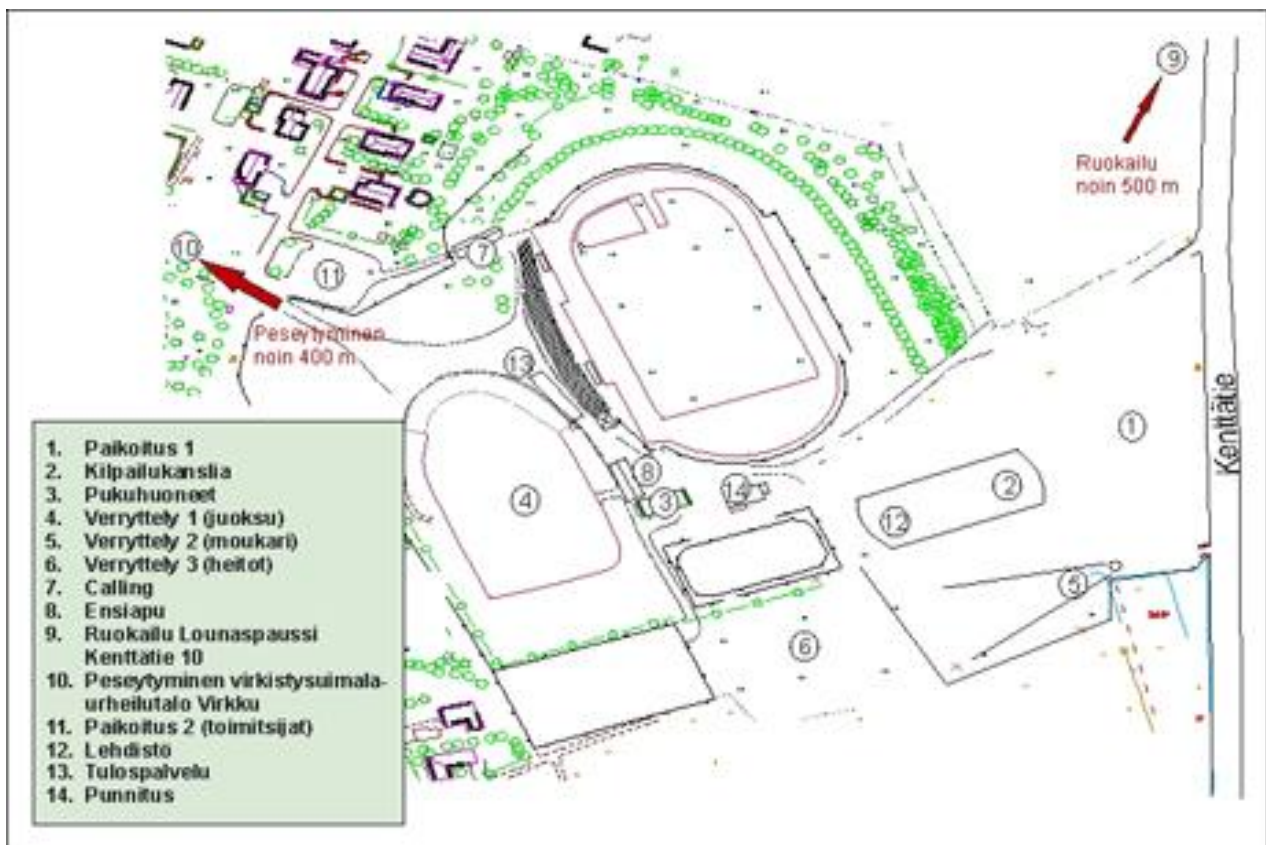 9
Ruokailu
noin 500 m
10
11
7
Peseytyminen
noin 400 m
13
1
Kenttätie
8
4
3
14
2
12
5
6
1. Paikoitus 1
2. Kilpailukanslia
3. Pukuhuoneet
4. Verryttely 1 (juoksu)
5. Verryttely 2 (moukari)
6. Verryttely 3 (heitot)
7. Calling
8. Ensiapu
9. Ruokailu Lounaspaussi
Kenttätie 10
10. Peseytyminen virkistysuimala-
urheilutalo Virkku
11. Paikoitus 2 (toimitsijat)
12. Lehdistö
13. Tulospalvelu
14. Punnitus